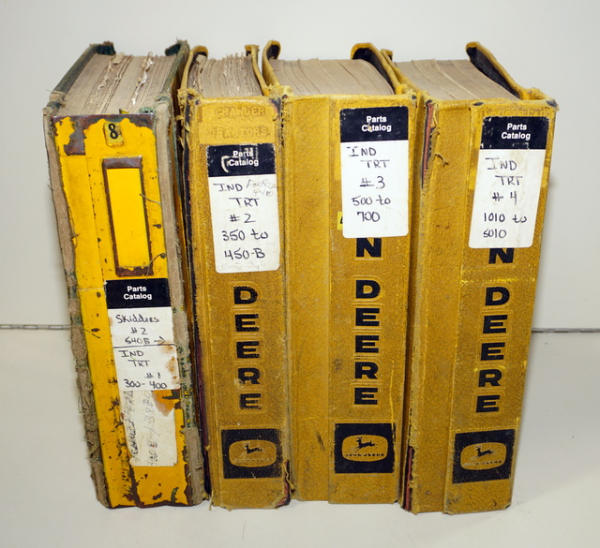 8
Parts Catalog
Skidders
#2
640B →
IND
TRT
#1
300-400
CRAWLER
TRACTORS
Parts
Catalog
IND
TRT
#2
350 to
450-B
DEERE
JOHN DEERE
Parts
Catalog
IND
TRT
#3
500 to
700
N DEERE
JOHN DEERE
Parts
Catalog
IND
TRT
#4
1010 to
5010
N DEERE
JOHN DEERE